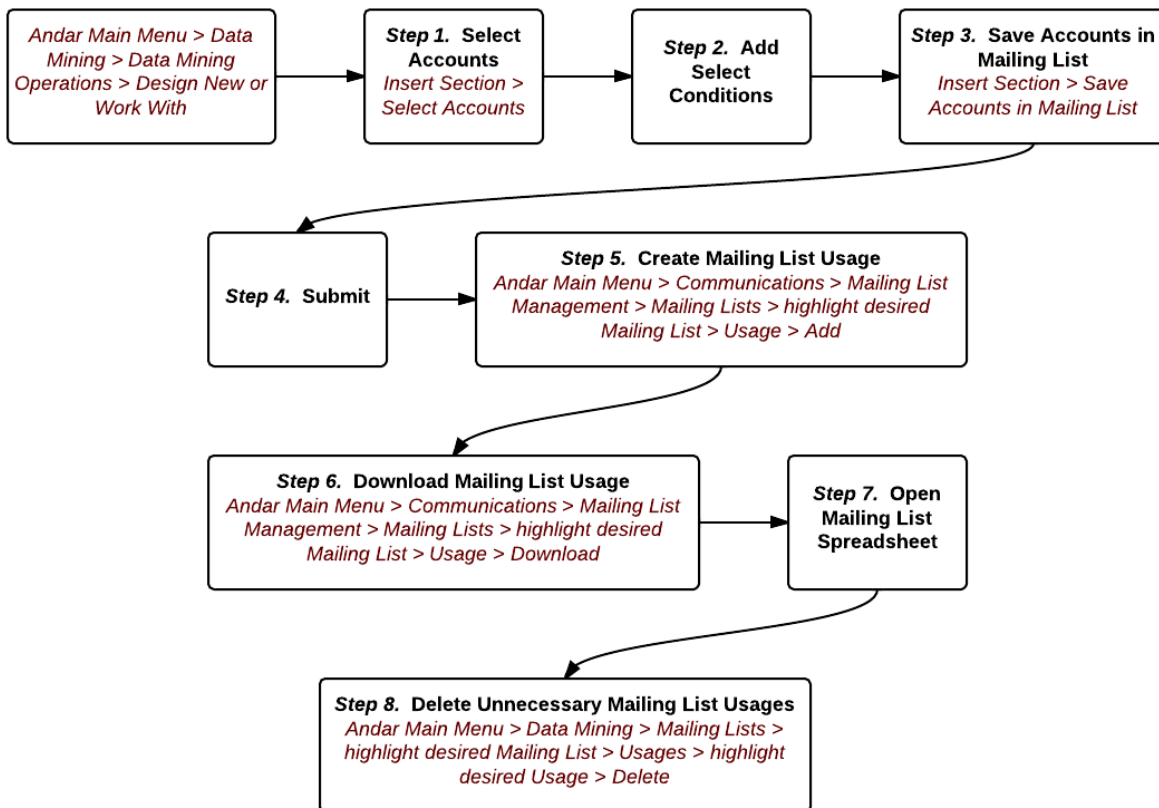 Andar Main Menu > Data
Mining > Data Mining
Operations > Design New or
Work With
Step 1. Select
Accounts
Insert Section >
Select Accounts
Step 2. Add
Select
Conditions
Step 3. Save Accounts in
Mailing List
Insert Section > Save
Accounts in Mailing List
Step 4. Submit
Step 5. Create Mailing List Usage
Andar Main Menu > Communications > Mailing List
Management > Mailing Lists > highlight desired
Mailing List > Usage > Add
Step 6. Download Mailing List Usage
Andar Main Menu > Communications > Mailing List
Management > Mailing Lists > highlight desired
Mailing List > Usage > Download
Step 7. Open
Mailing List
Spreadsheet
Step 8. Delete Unnecessary Mailing List Usages
Andar Main Menu > Data Mining > Mailing Lists >
highlight desired Mailing List > Usages > highlight
desired Usage > Delete